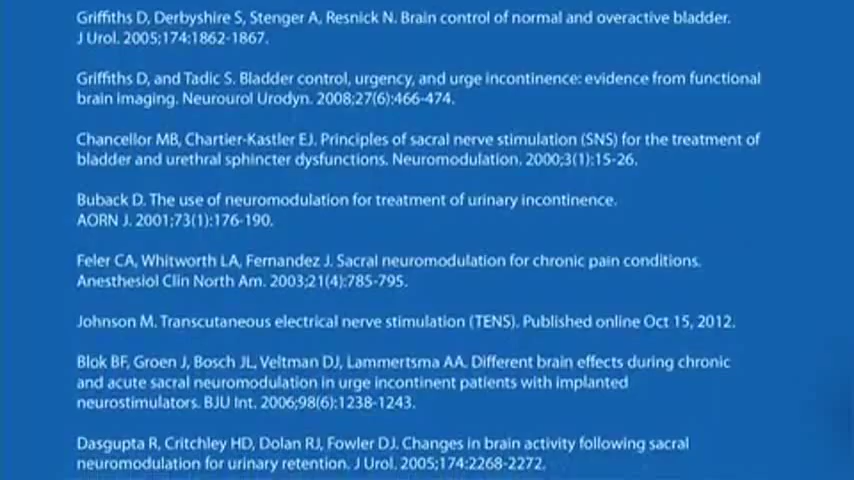 Griffiths D, Derbyshire S, Stenger A, Resnick N. Brain control of normal and overactive bladder.
J Urol. 2005;174:1862-1867.
Griffiths D, and Tadic S. Bladder control, urgency, and urge incontinence: evidence from functional
brain imaging. Neurourol Urodyn. 2008;27(6):466-474.
Chancellor MB, Chartier-Kastler EJ. Principles of sacral nerve stimulation (SNS) for the treatment of
bladder and urethral sphincter dysfunctions. Neuromodulation. 2000;3(1):15-26.
Buback D. The use of neuromodulation for treatment of urinary incontinence.
AORN J. 2001;73(1):176-190.
Feler CA, Whitworth LA, Fernandez J. Sacral neuromodulation for chronic pain conditions.
Anesthesiol Clin North Am. 2003;21(4):785-795.
Johnson M. Transcutaneous electrical nerve stimulation (TENS). Published online Oct 15, 2012.
Blok BF, Groen J, Bosch JL, Veltman DJ, Lammertsma AA. Different brain effects during chronic
and acute sacral neuromodulation in urge incontinent patients with implanted
neurostimulators. BJU Int. 2006;98(6):1238-1243.
Dasgupta R, Critchley HD, Dolan RJ, Fowler DJ. Changes in brain activity following sacral
neuromodulation for urinary retention. J Urol. 2005;174:2268-2272.